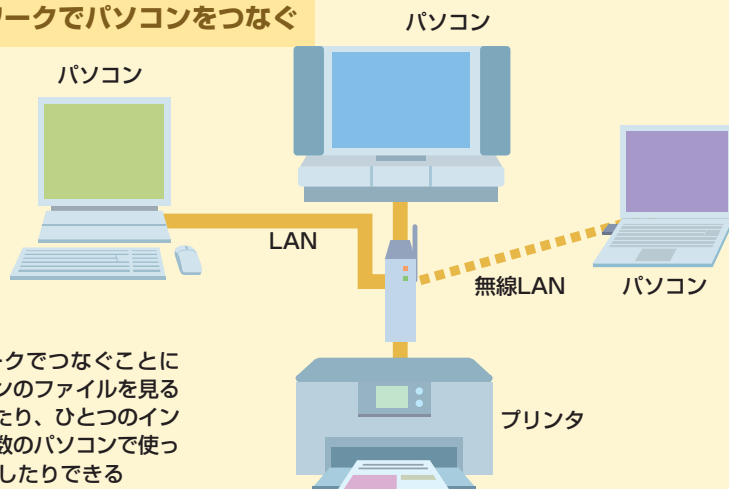 ワークでパソコンをつなぐ
パソコン
パソコン
LAN
無線LAN
パソコン
ークでつなぐことに
ンのファイルを見る
たり、ひとつのイン
数のパソコンで使っ
したりできる
プリンタ